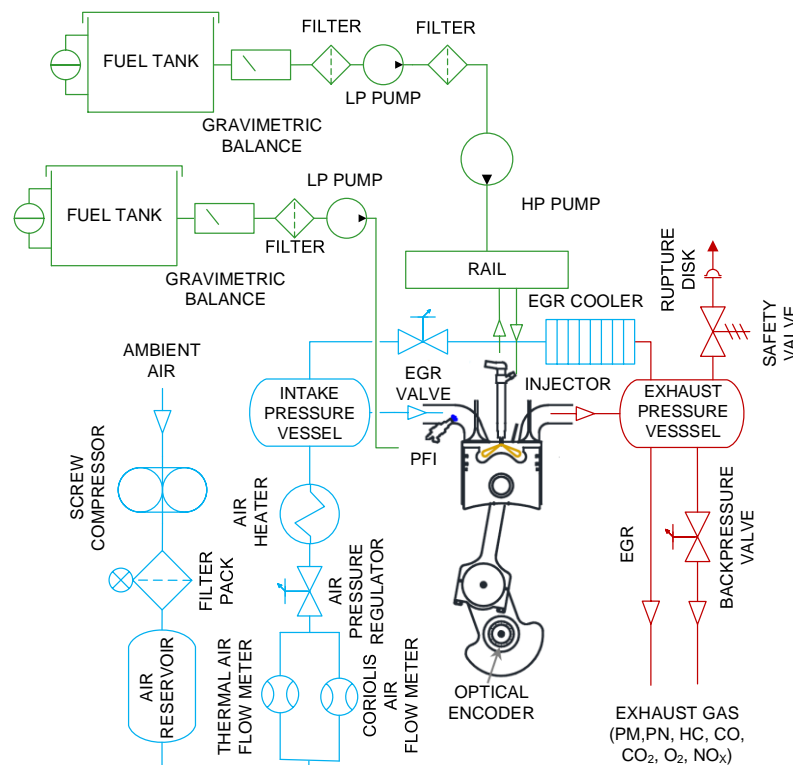 FILTER
FILTER
FUEL TANK
LP PUMP
GRAVIMETRIC
BALANCE
LP PUMP
HP PUMP
FUEL TANK
FILTER
GRAVIMETRIC
BALANCE
RAIL
RUPTURE
DISK
EGR COOLER
SAFETY
VALVE
AMBIENT
AIR
EGR
VALVE
INJECTOR
INTAKE
PRESSURE
VESSEL
EXHAUST
PRESSURE
VESSSEL
PFI
SCREW
COMPRESSOR
AIR
HEATER
EGR
BACKPRESSURE
VALVE
FILTER
PACK
AIR
PRESSURE
REGULATOR
AIR
RESERVOIR
THERMAL AIR
FLOW METER
CORIOLIS
AIR
FLOW METER
OPTICAL
ENCODER
EXHAUST GAS
(PM,PN, HC, CO,
CO₂, O₂, NOₓ)